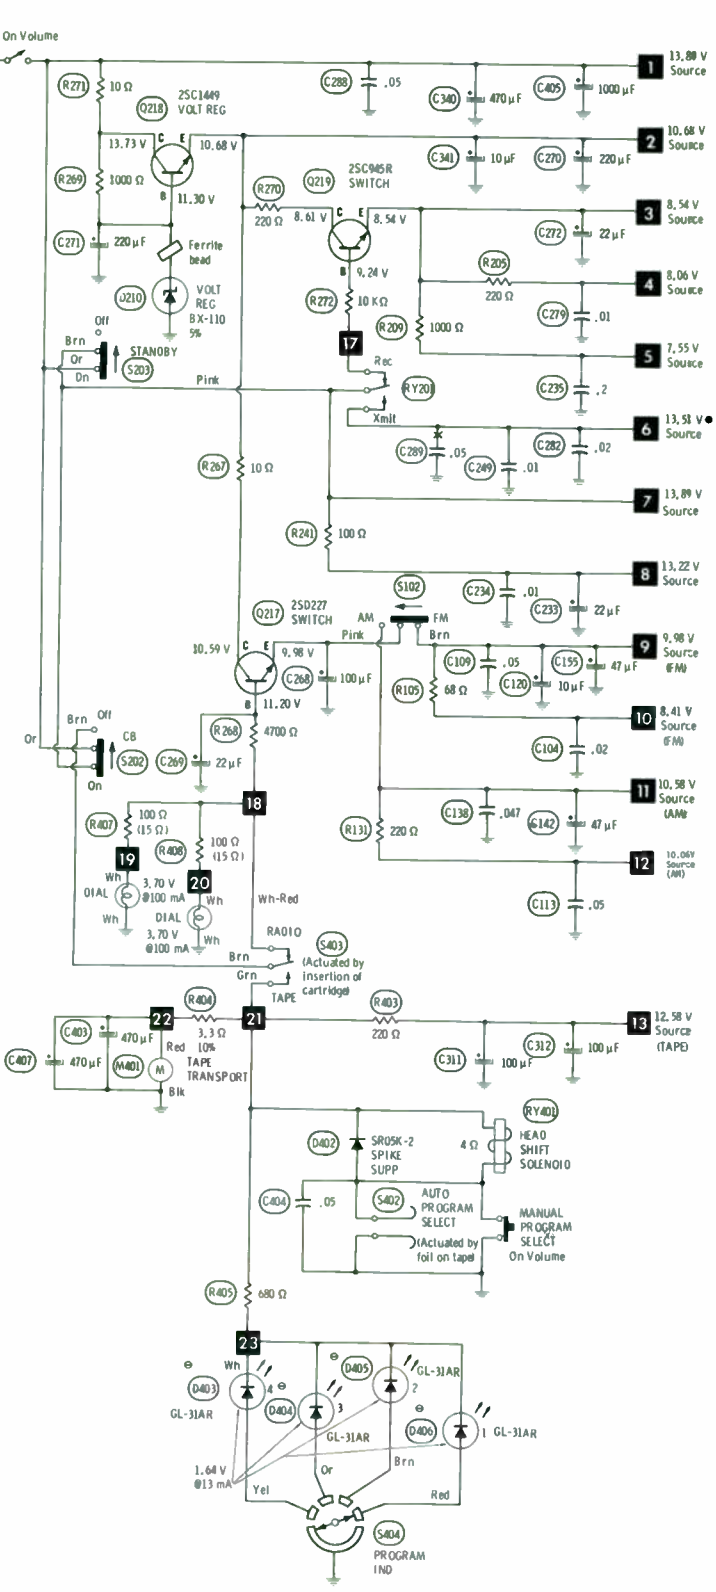 On Volume
R271
10 Ω
2SC1449
VOLT REG
Q218
C288
.05
C340
470 µF
C405
1000 µF
1
13.80 V
Source
13.73 V
C
E
10.68 V
R269
1000 Ω
B
11.30 V
2SC945R
SWITCH
Q219
C341
10 µF
C270
220 µF
2
10.68 V
Source
R270
220 Ω
8.61 V
C
E
8.54 V
B
9.24 V
C272
22 µF
3
8.54 V
Source
C271
220 µF
Ferrite
bead
D210
VOLT
REG
BX-110
5%
R272
10 KΩ
17
R205
220 Ω
C279
.01
4
8.06 V
Source
R209
1000 Ω
C235
.2
5
7.55 V
Source
Off
Brn
Or
On
STANDBY
S203
Pink
Rec
RY201
Xmit
C289
.05
C249
.01
C282
.02
6
13.51 V
Source
R267
10 Ω
7
13.89 V
Source
R241
100 Ω
C234
.01
C233
22 µF
8
13.22 V
Source
2SD227
SWITCH
Q217
10.59 V
C
E
9.98 V
B
11.20 V
Pink
C268
100 µF
S102
AM
FM
Brn
C109
.05
C120
10 µF
C155
47 µF
9
9.98 V
Source
(FM)
R105
68 Ω
C104
.02
10
8.41 V
Source
(FM)
Off
Brn
Or
CB
S202
On
C269
22 µF
R268
4700 Ω
18
R131
220 Ω
C138
.047
C142
47 µF
11
10.58 V
Source
(AM)
C113
.05
12
10.06V
Source
(AM)
R407
100 Ω
(15 Ω)
R408
100 Ω
(15 Ω)
19
20
Wh
DIAL
3.70 V
@100 mA
Wh
Wh
DIAL
3.70 V
@100 mA
Wh
Wh-Red
RADIO
Brn
Grn
TAPE
S403
(Actuated by
insertion of
cartridge)
22
R404
3.3 Ω
10%
21
R403
220 Ω
C311
100 µF
C312
100 µF
13
12.58 V
Source
(TAPE)
C407
470 µF
C403
470 µF
Red
M401
M
Blk
TAPE
TRANSPORT
D402
SR05K-2
SPIKE
SUPP
4 Ω
RY401
HEAD
SHIFT
SOLENOID
C404
.05
S402
AUTO
PROGRAM
SELECT
(Actuated by
foil on tape)
MANUAL
PROGRAM
SELECT
On Volume
R405
680 Ω
23
Wh
D403
4
GL-31AR
D404
3
GL-31AR
D405
2
GL-31AR
D406
1
GL-31AR
1.64 V
@13 mA
Yel
Or
Brn
Red
S404
PROGRAM
IND